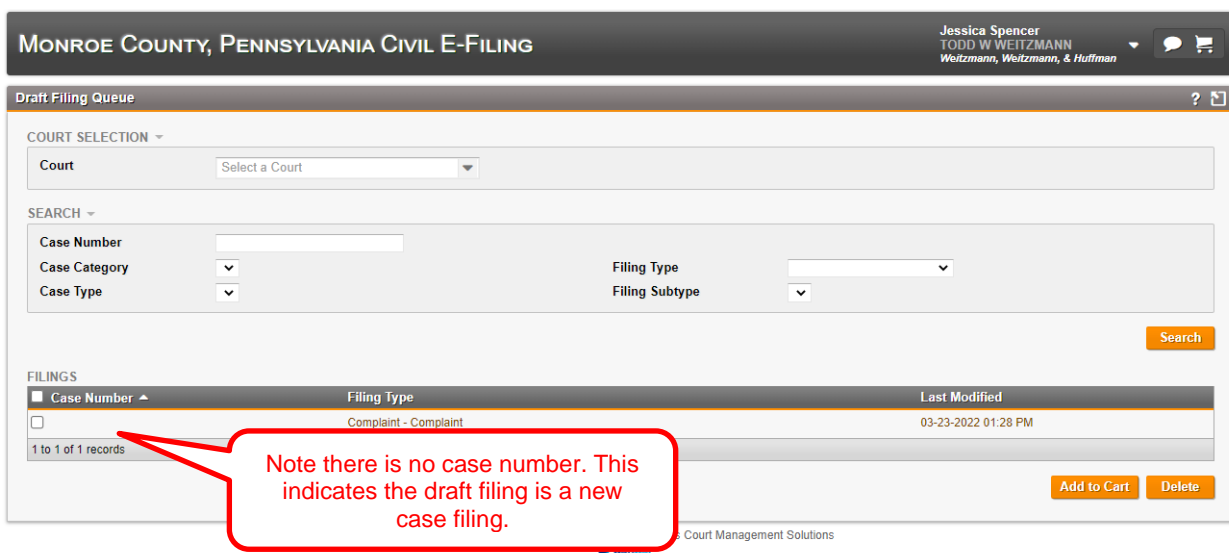 Jessica Spencer
MONROE COUNTY, PENNSYLVANIA CIVIL E-FILING
TODD W WEITZMANN
Weitzmann, Weitzmann, & Huffman
Draft Filing Queue
?
COURT SELECTION
Court
Select a Court
SEARCH
Case Number
Case Category
Filing Type
Case Type
Filing Subtype
Search
FILINGS
Case Number
Filing Type
Last Modified
Complaint - Complaint
03-23-2022 01:28 PM
1 to 1 of 1 records
Note there is no case number. This
indicates the draft filing is a new
case filing.
Add to Cart
Delete
Court Management Solutions